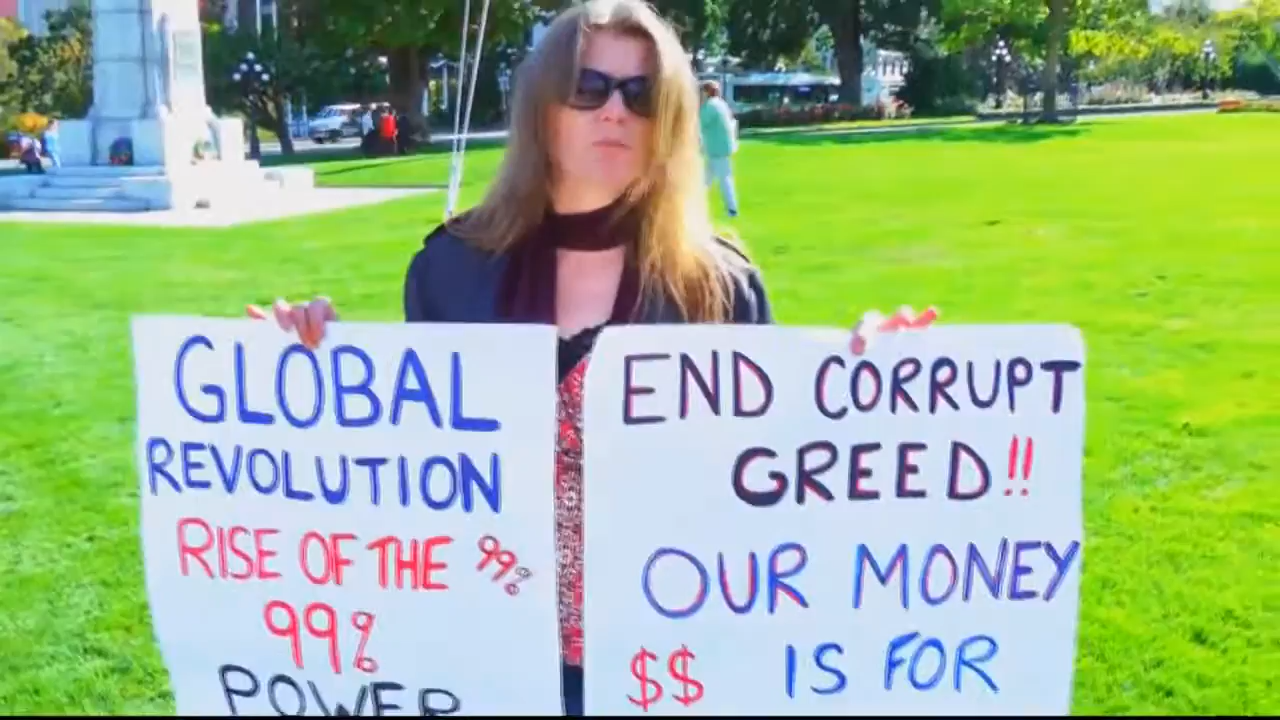 GLOBAL
REVOLUTION
RISE OF THE 99%
99%
POWER
END CORRUPT
GREED!!
OUR MONEY
$$ IS FOR